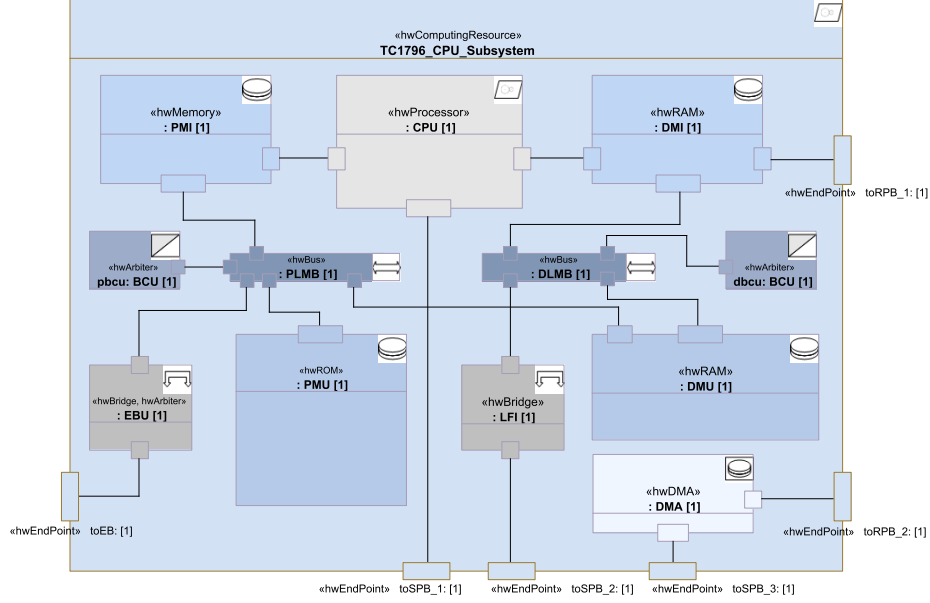 «hwComputingResource»
TC1796_CPU_Subsystem
«hwMemory»
: PMI [1]
«hwProcessor»
: CPU [1]
«hwRAM»
: DMI [1]
«hwEndPoint» toRPB_1: [1]
«hwArbiter»
pbcu: BCU [1]
«hwBus»
: PLMB [1]
«hwBus»
: DLMB [1]
«hwArbiter»
dbcu: BCU [1]
«hwBridge, hwArbiter»
: EBU [1]
«hwROM»
: PMU [1]
«hwBridge»
: LFI [1]
«hwRAM»
: DMU [1]
«hwDMA»
: DMA [1]
«hwEndPoint» toEB: [1]
«hwEndPoint» toRPB_2: [1]
«hwEndPoint» toSPB_1: [1]
«hwEndPoint» toSPB_2: [1]
«hwEndPoint» toSPB_3: [1]